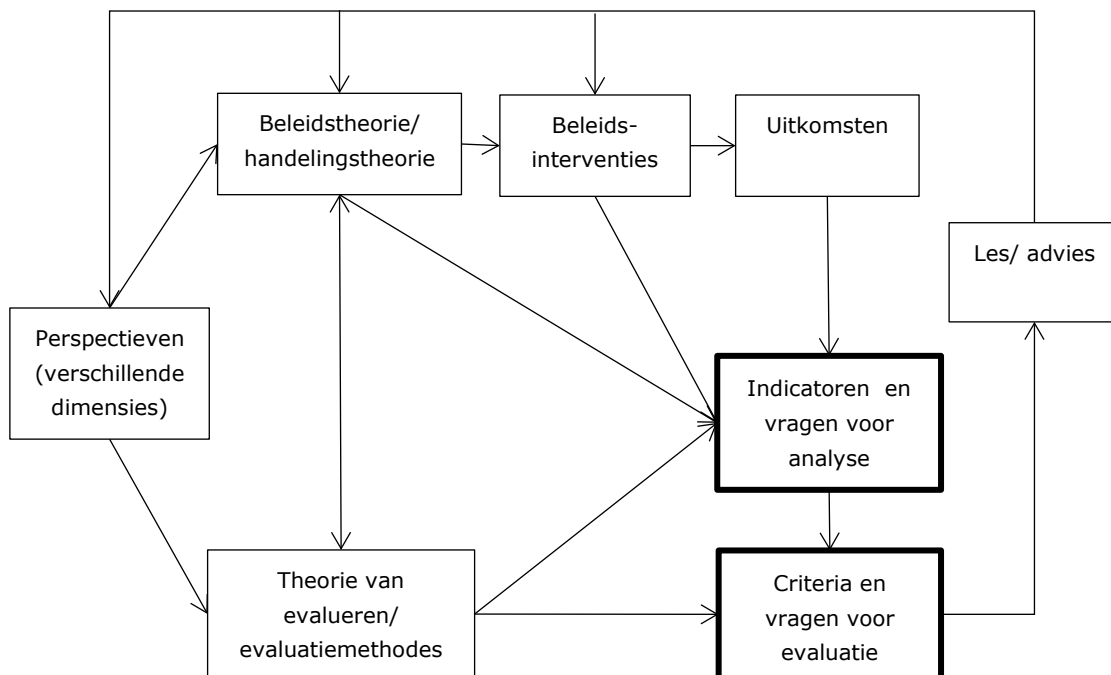 Beleidstheorie/
handelingstheorie
Beleids-
interventies
Uitkomsten
Les/ advies
Perspectieven
(verschillende
dimensies)
Indicatoren  en
vragen voor
analyse
Theorie van
evalueren/
evaluatiemethodes
Criteria en
vragen voor
evaluatie